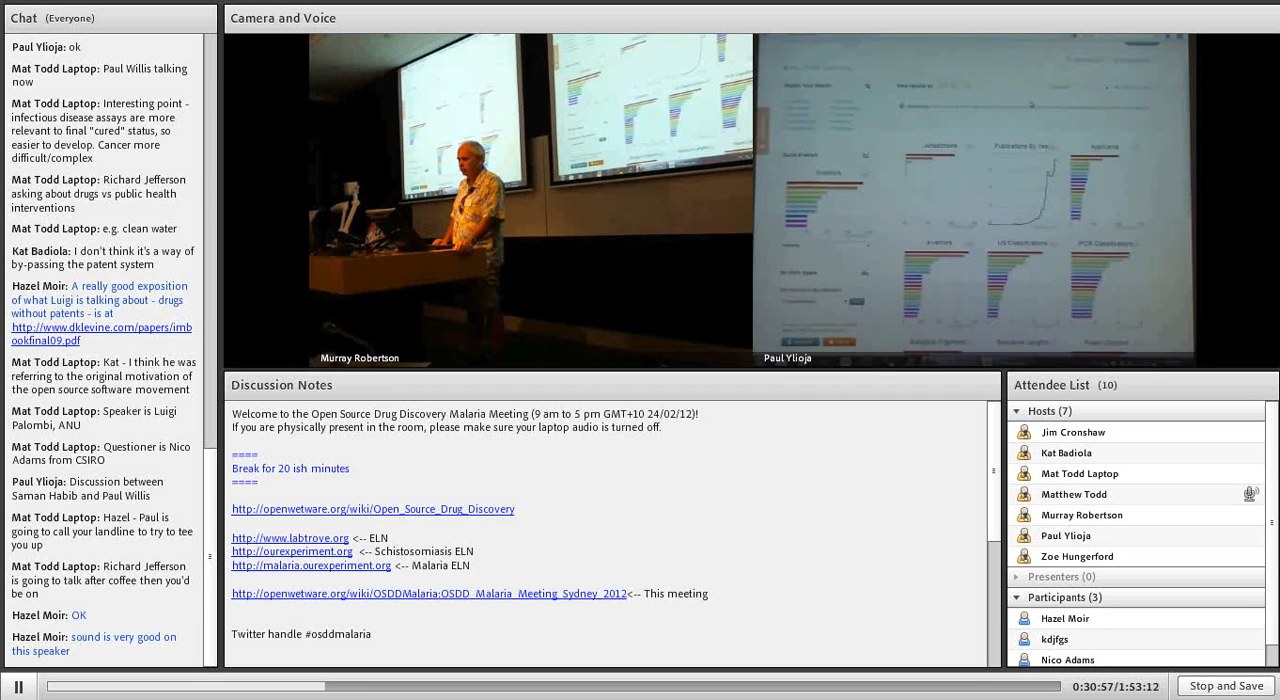 Chat (Everyone)
Paul Ylioja: ok
Mat Todd Laptop: Paul Willis talking
now
Mat Todd Laptop: Interesting point -
infectious disease assays are more
relevant to final "cured" status, so
easier to develop. Cancer more
difficult/complex
Mat Todd Laptop: Richard Jefferson
asking about drugs vs public health
interventions
Mat Todd Laptop: e.g. clean water
Kat Badiola: I don't think it's a way of
by-passing the patent system
Hazel Moir: A really good exposition
of what Luigi is talking about - drugs
without patents - is at
http://www.dklevine.com/papers/imb
ookfinal09.pdf
Mat Todd Laptop: Kat - I think he was
referring to the original motivation of
the open source software movement
Mat Todd Laptop: Speaker is Luigi
Palombi, ANU
Mat Todd Laptop: Questioner is Nico
Adams from CSIRO
Paul Ylioja: Discussion between
Saman Habib and Paul Willis
Mat Todd Laptop: Hazel - Paul is
going to call your landline to try to tee
you up
Mat Todd Laptop: Richard Jefferson
is going to talk after coffee then you'd
be on
Hazel Moir: OK
Hazel Moir: sound is very good on
this speaker
Camera and Voice
Jurisdictions
Applicants
Inventors
US Classifications
Murray Robertson
Paul Ylioja
Discussion Notes
Welcome to the Open Source Drug Discovery Malaria Meeting (9 am to 5 pm GMT+10 24/02/12)!
If you are physically present in the room, please make sure your laptop audio is turned off.
====
Break for 20 ish minutes
====
http://openwetware.org/wiki/Open_Source_Drug_Discovery
http://www.labtrove.org <-- ELN
http://ourexperiment.org <-- Schistosomiasis ELN
http://malaria.ourexperiment.org <-- Malaria ELN
http://openwetware.org/wiki/OSDDMalaria:OSDD_Malaria_Meeting_Sydney_2012<-- This meeting
Twitter handle #osddmalaria
Attendee List (10)
Hosts (7)
Jim Cronshaw
Kat Badiola
Mat Todd Laptop
Matthew Todd
Murray Robertson
Paul Ylioja
Zoe Hungerford
Presenters (0)
Participants (3)
Hazel Moir
kdjfgs
Nico Adams
0:30:57/1:53:12
Stop and Save